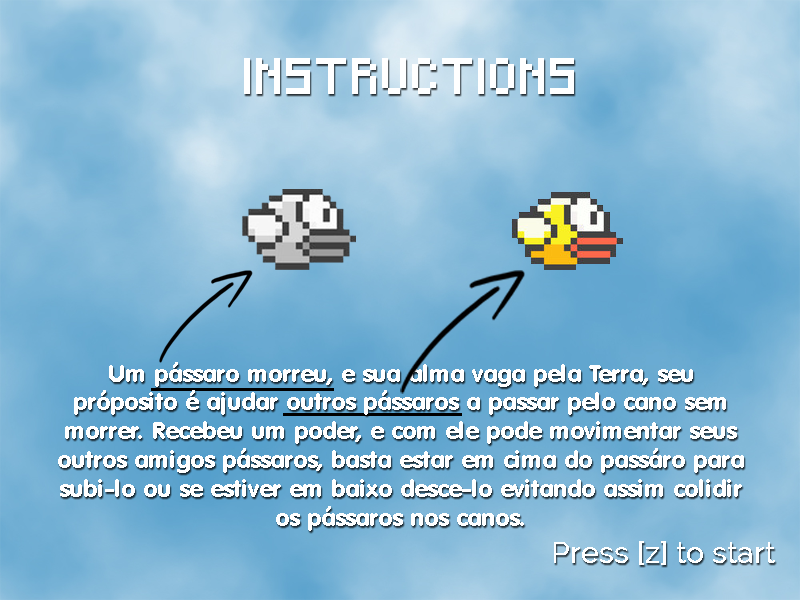 INSTRUCTIONS
Um pássaro morreu, e sua alma vaga pela Terra, seu
próposito é ajudar outros pássaros a passar pelo cano sem
morrer. Recebeu um poder, e com ele pode movimentar seus
outros amigos pássaros, basta estar em cima do passáro para
subi-lo ou se estiver em baixo desce-lo evitando assim colidir
os pássaros nos canos.
Press [z] to start